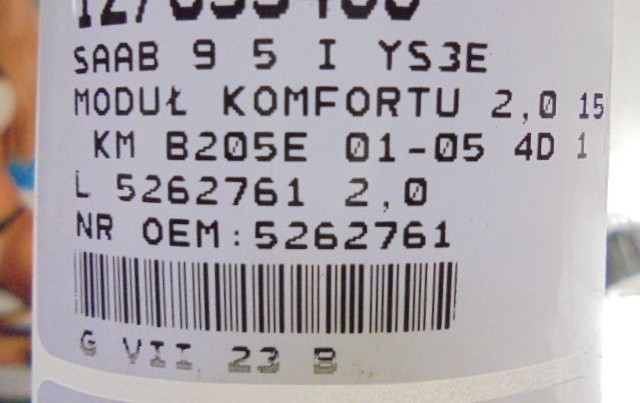 SAAB 9 5 I YS3E
MODUŁ KOMFORTU 2,0 15
KM B205E 01-05 4D 1
L 5262761 2,0
NR OEM:5262761
G VII 23 B